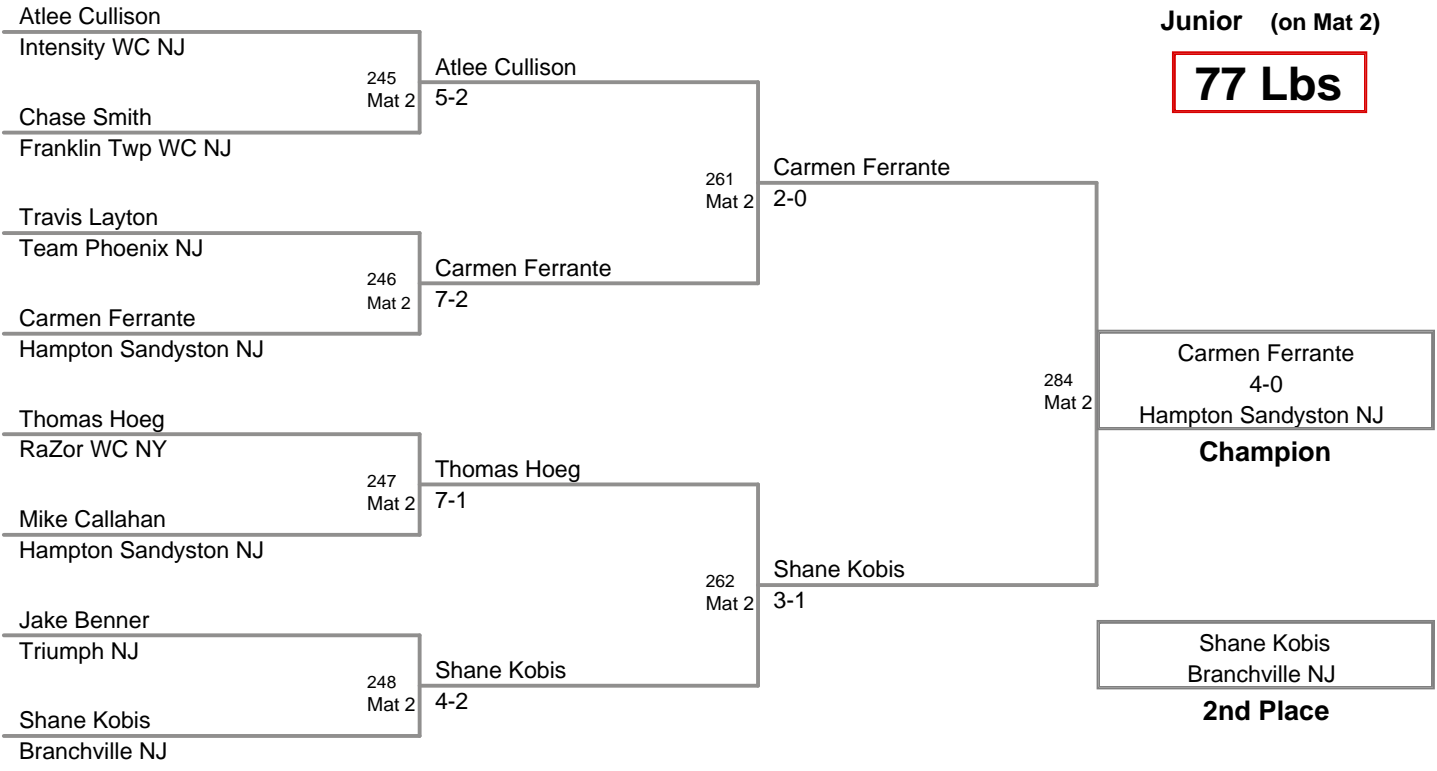 Junior (on Mat 2)
77 Lbs
Atlee Cullison
Intensity WC NJ
245
Mat 2
Chase Smith
Franklin Twp WC NJ
Atlee Cullison
5-2
Travis Layton
Team Phoenix NJ
246
Mat 2
Carmen Ferrante
Hampton Sandyston NJ
Carmen Ferrante
7-2
261
Mat 2
Carmen Ferrante
2-0
Thomas Hoeg
RaZor WC NY
247
Mat 2
Mike Callahan
Hampton Sandyston NJ
Thomas Hoeg
7-1
Jake Benner
Triumph NJ
248
Mat 2
Shane Kobis
Branchville NJ
Shane Kobis
4-2
262
Mat 2
Shane Kobis
3-1
284
Mat 2
Carmen Ferrante
4-0
Hampton Sandyston NJ
Champion
Shane Kobis
Branchville NJ
2nd Place